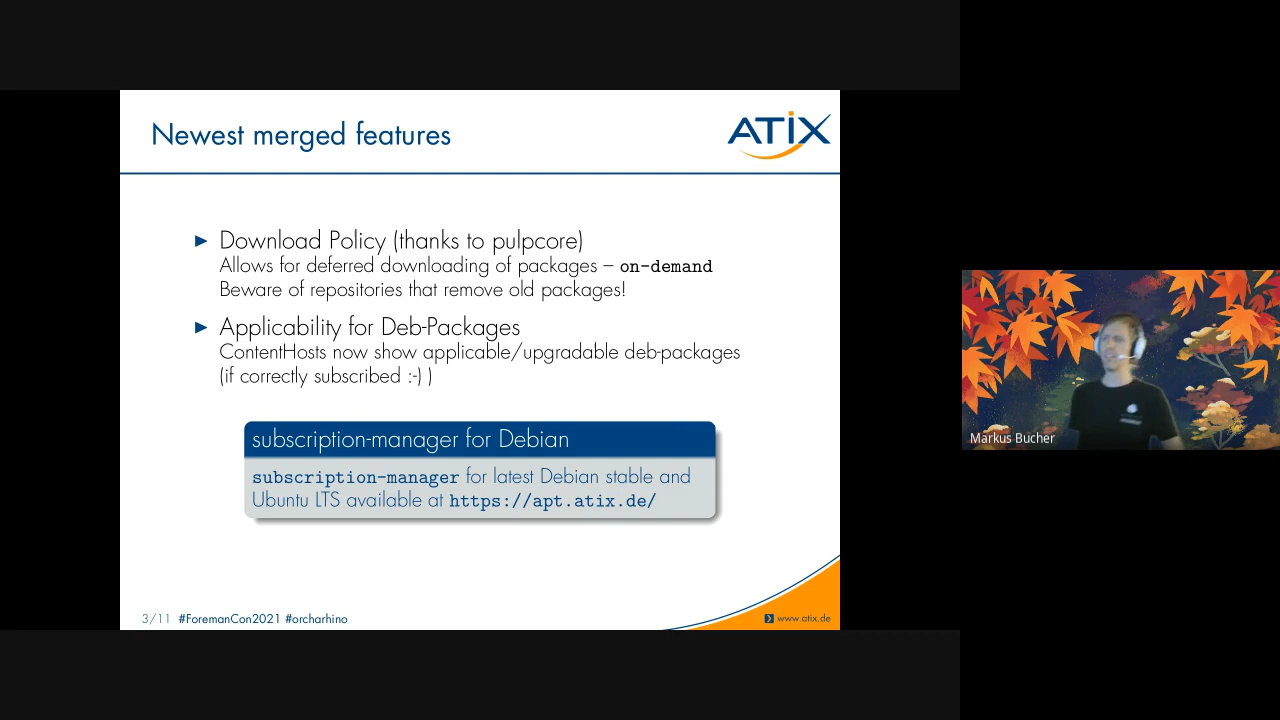 Newest merged features
ATIX
► Download Policy (thanks to pulpcore)
Allows for deferred downloading of packages – on-demand
Beware of repositories that remove old packages!
► Applicability for Deb-Packages
ContentHosts now show applicable/upgradable deb-packages
(if correctly subscribed :-) )
subscription-manager for Debian
subscription-manager for latest Debian stable and
Ubuntu LTS available at https://apt.atix.de/
3/11 #ForemanCon2021 #orcharhino
www.atix.de
Markus Bucher